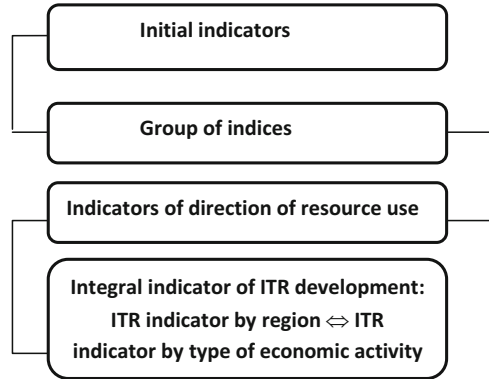 Initial indicators
Group of indices
Indicators of direction of resource use
Integral indicator of ITR development:
ITR indicator by region ⇔ ITR
indicator by type of economic activity